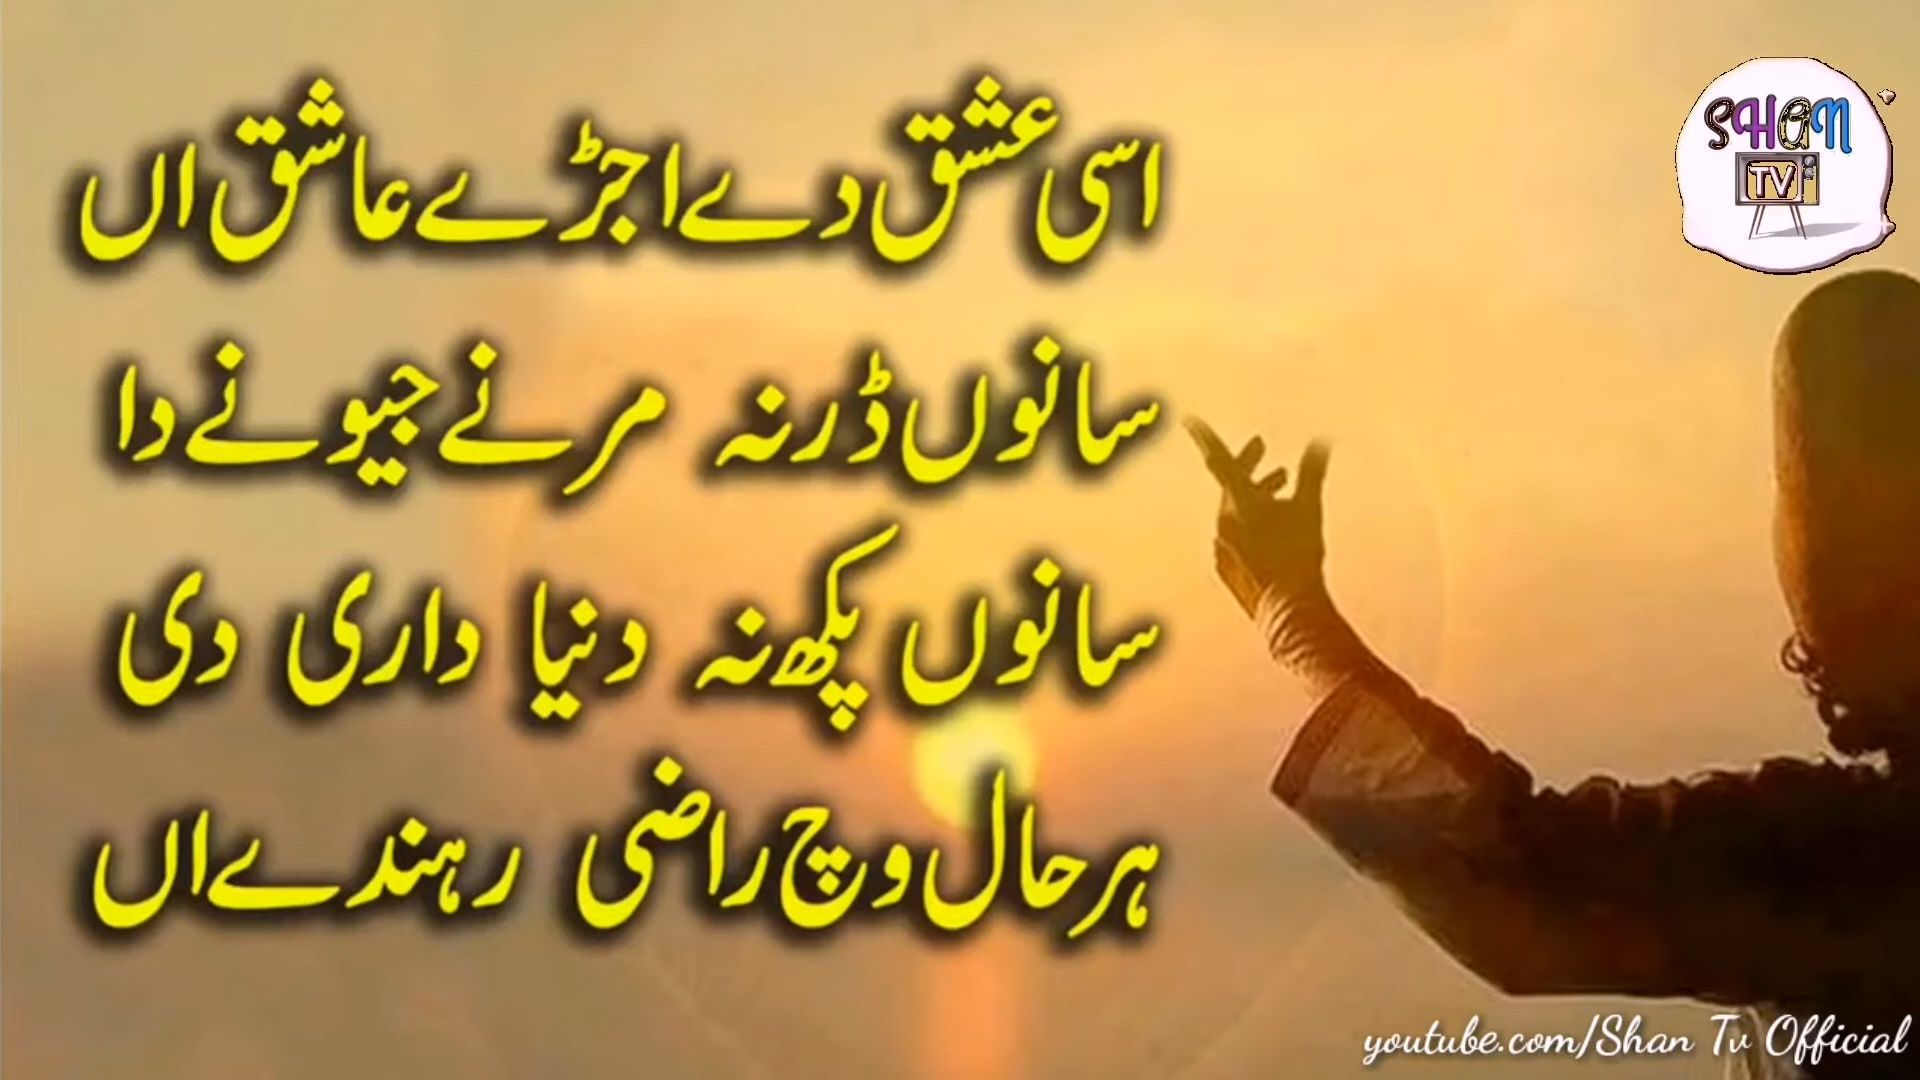 اسی عشق دے اجڑے عاشق اں
سانوں ڈر نہ مرنے جیونے دا
سانوں پکھ نہ دنیا داری دی
ہر حال وچ راضی رہندے اں
SHAN
TV
youtube.com/Shan Tv Official